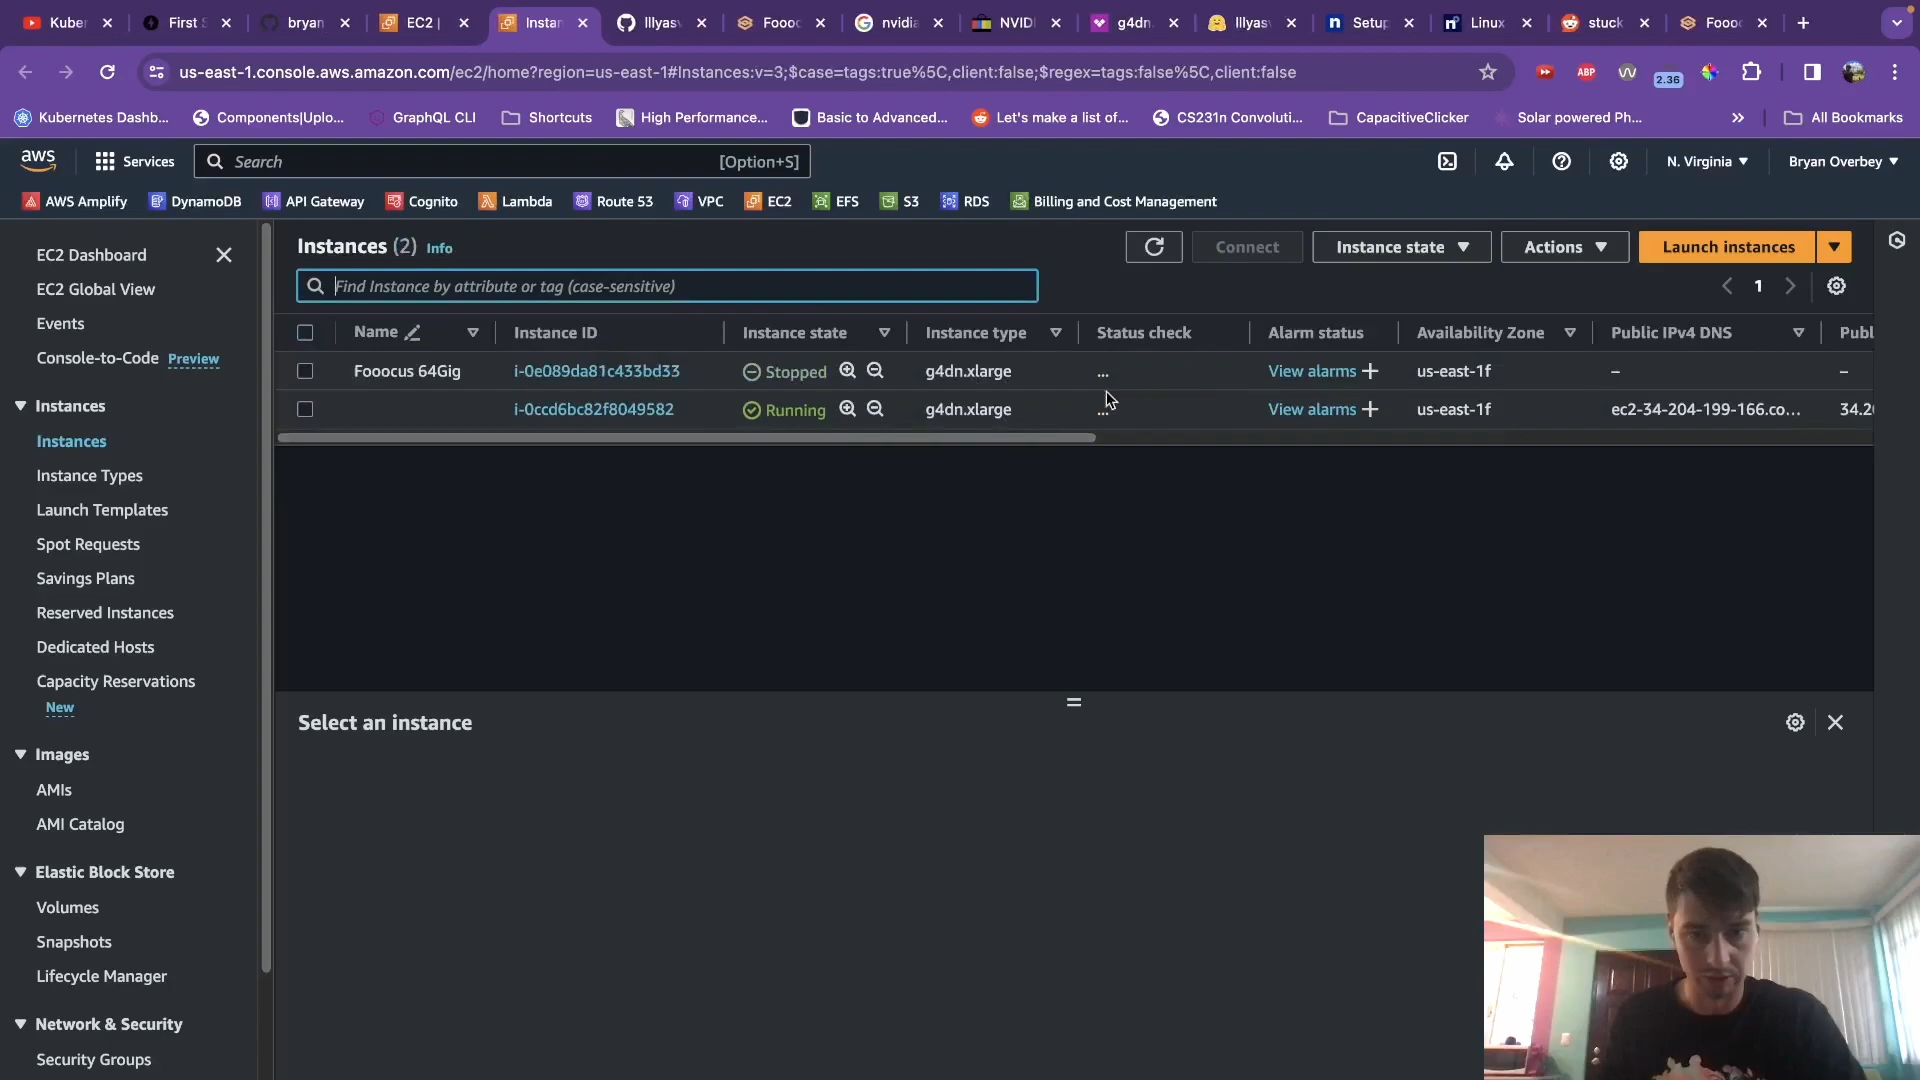 Kuber
First S
bryan
EC2 |
Instan
lllyasv
Fooo
nvidia
NVIDI
g4dn.
lllyasv
Setup
Linux
stuck
Fooo
us-east-1.console.aws.amazon.com/ec2/home?region=us-east-1#Instances:v=3;$case=tags:true%5C,client:false;$regex=tags:false%5C,client:false
ABP
2.36
Kubernetes Dashb...
Components|Uplo...
GraphQL CLI
Shortcuts
High Performance...
Basic to Advanced...
Let's make a list of...
CS231n Convoluti...
CapacitiveClicker
Solar powered Ph...
»
All Bookmarks
aws
Services
Search
[Option+S]
N. Virginia
Bryan Overbey
AWS Amplify
DynamoDB
API Gateway
Cognito
Lambda
Route 53
VPC
EC2
EFS
S3
RDS
Billing and Cost Management
EC2 Dashboard
EC2 Global View
Events
Console-to-Code Preview
Instances
Instances
Instance Types
Launch Templates
Spot Requests
Savings Plans
Reserved Instances
Dedicated Hosts
Capacity Reservations
New
Images
AMIs
AMI Catalog
Elastic Block Store
Volumes
Snapshots
Lifecycle Manager
Network & Security
Security Groups
Instances (2) Info
Connect
Instance state
Actions
Launch instances
Find Instance by attribute or tag (case-sensitive)
1
Name Instance ID Instance state Instance type Status check Alarm status Availability Zone Public IPv4 DNS Publ
Fooocus 64Gig i-0e089da81c433bd33 Stopped g4dn.xlarge ... View alarms + us-east-1f – –
i-0ccd6bc82f8049582 Running g4dn.xlarge ... View alarms + us-east-1f ec2-34-204-199-166.co... 34.20
Select an instance